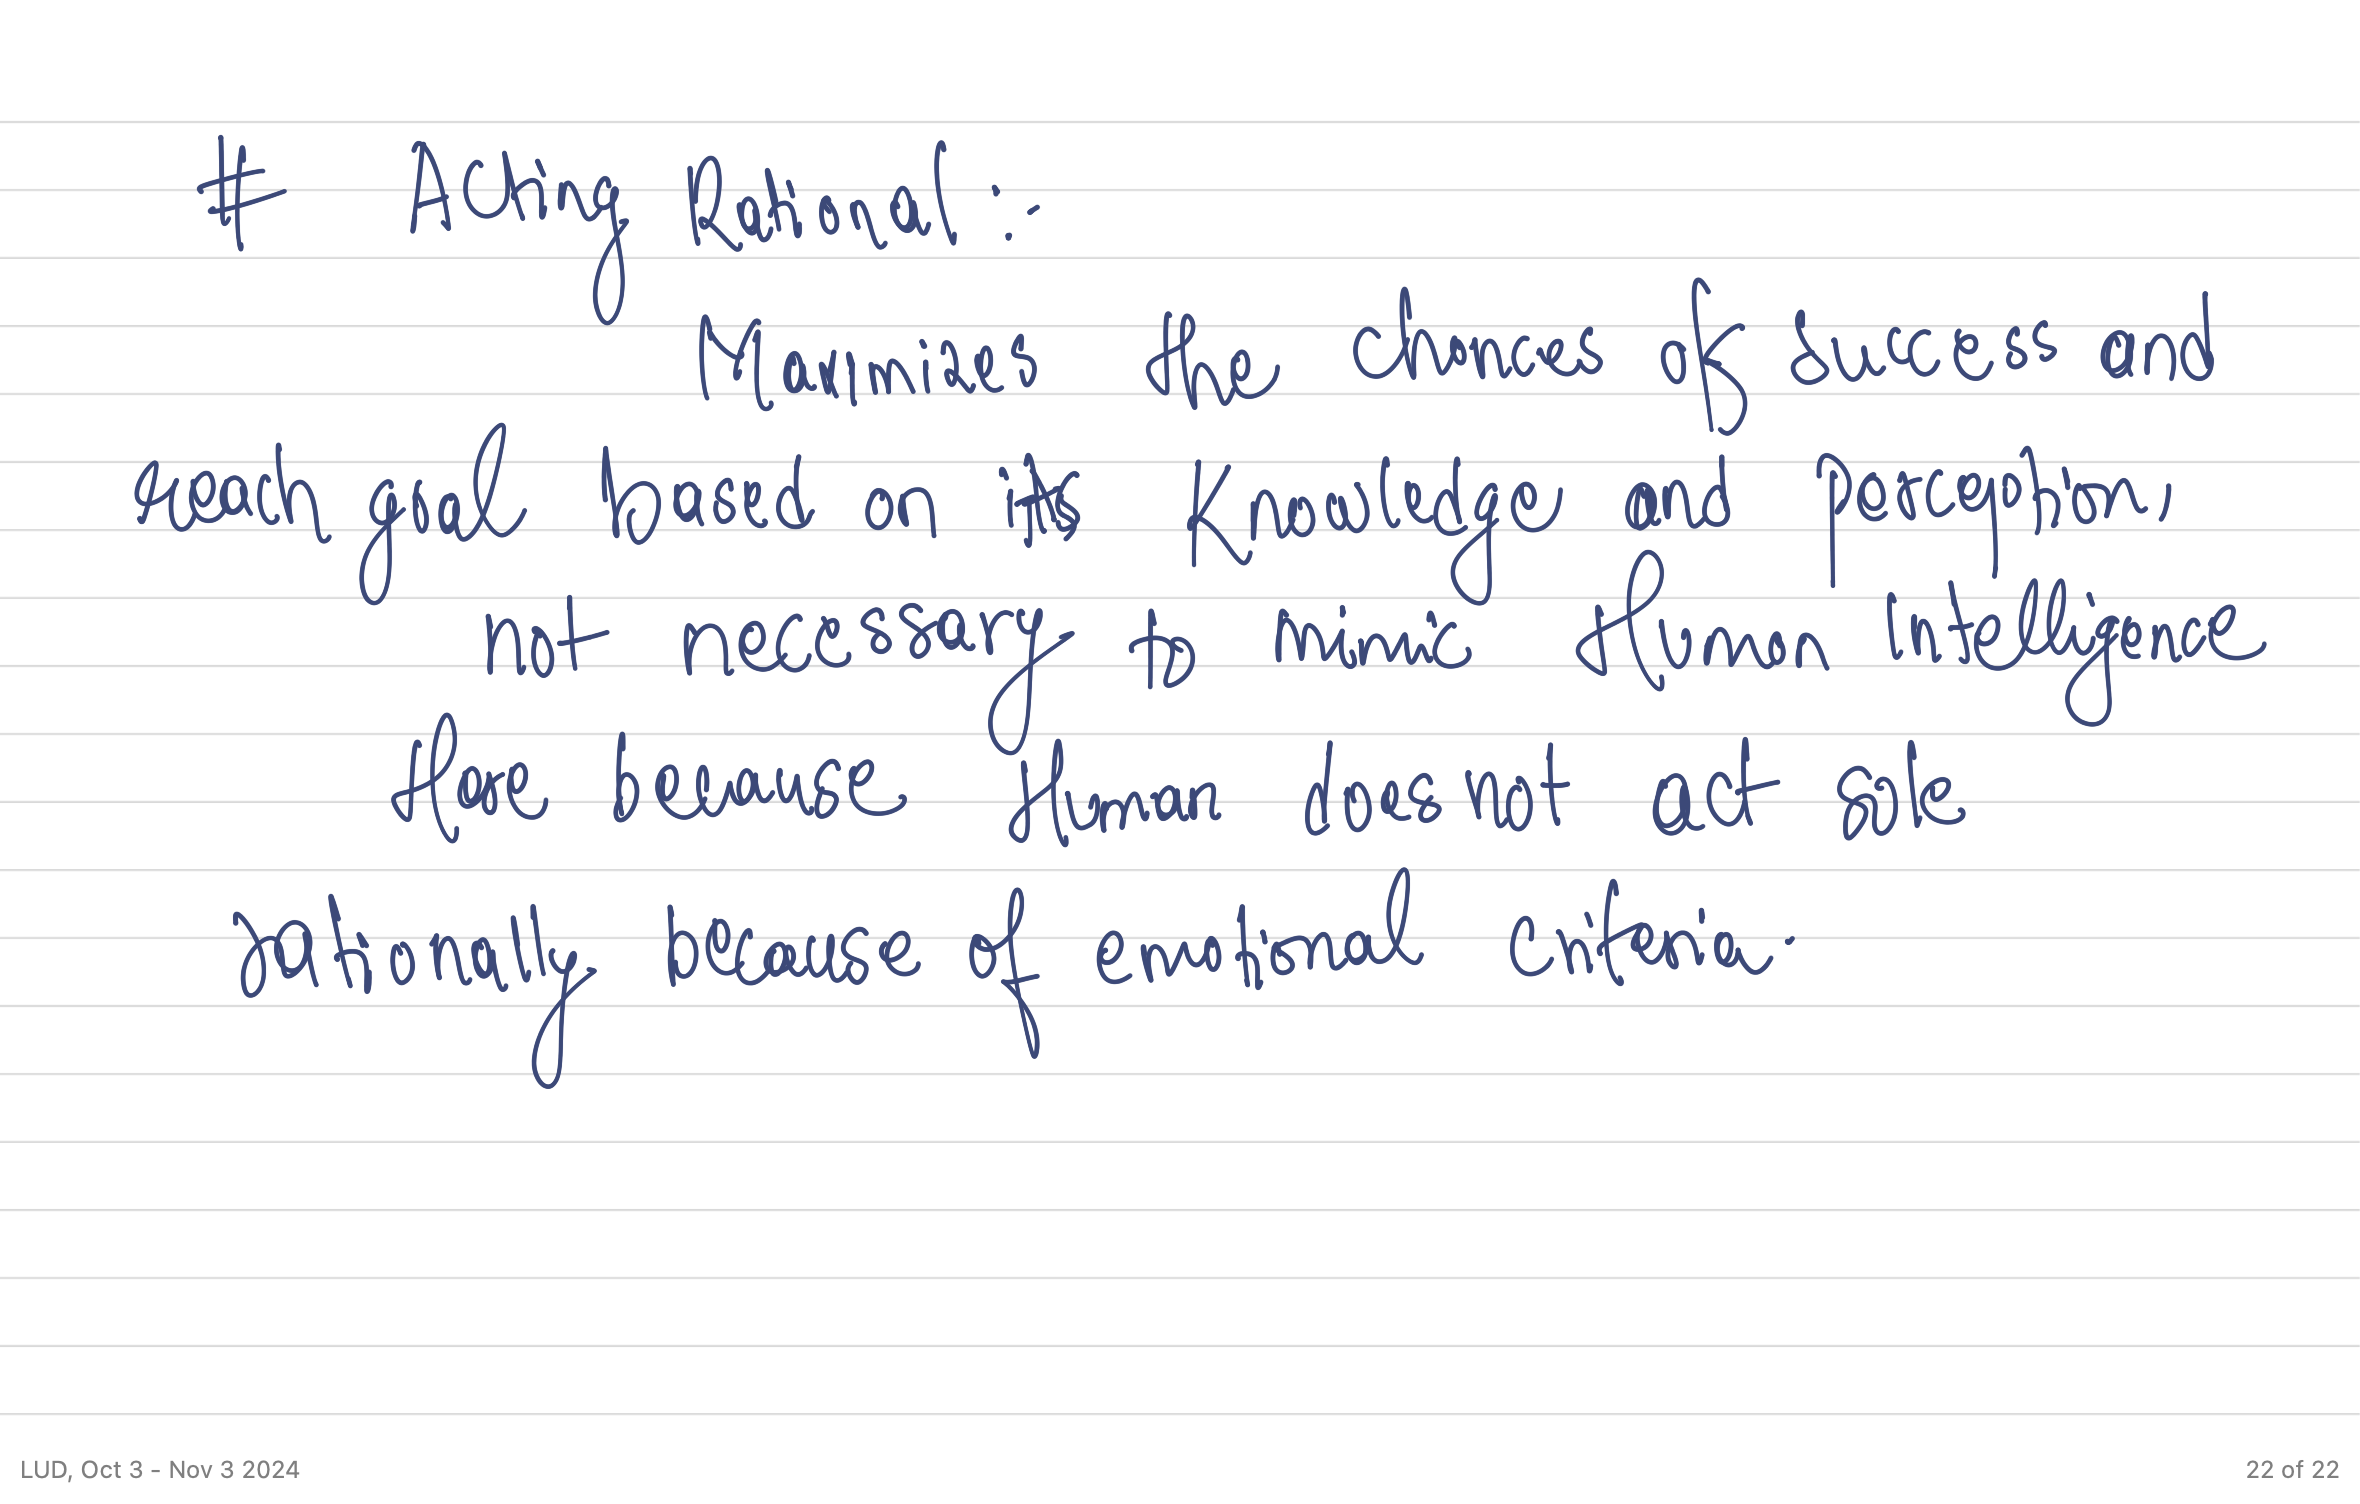 # Acting Rational :-
Maximizes the chances of success and
reach goal based on its knowledge and perception,
not necessary to mimic Human Intelligence
Here because Human does not act sole
rationally because of emotional criteria.
LUD, Oct 3 - Nov 3 2024
22 of 22